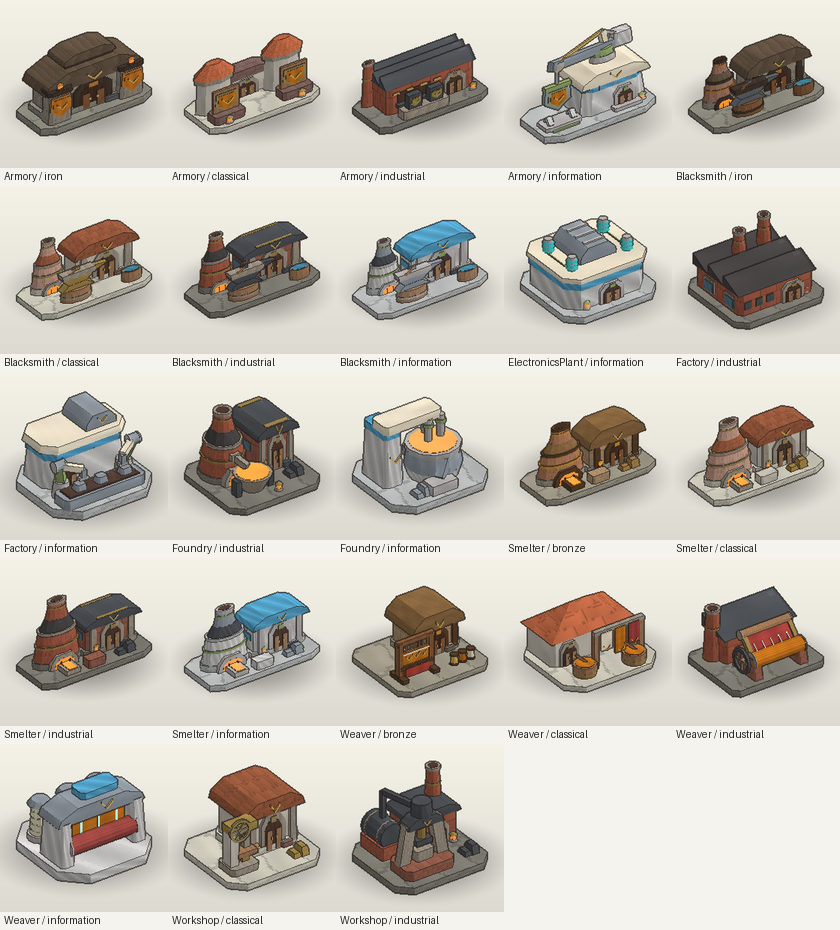 Armory / iron
Armory / classical
Armory / industrial
Armory / information
Blacksmith / iron
Blacksmith / classical
Blacksmith / industrial
Blacksmith / information
ElectronicsPlant / information
Factory / industrial
Factory / information
Foundry / industrial
Foundry / information
Smelter / bronze
Smelter / classical
Smelter / industrial
Smelter / information
Weaver / bronze
Weaver / classical
Weaver / industrial
Weaver / information
Workshop / classical
Workshop / industrial